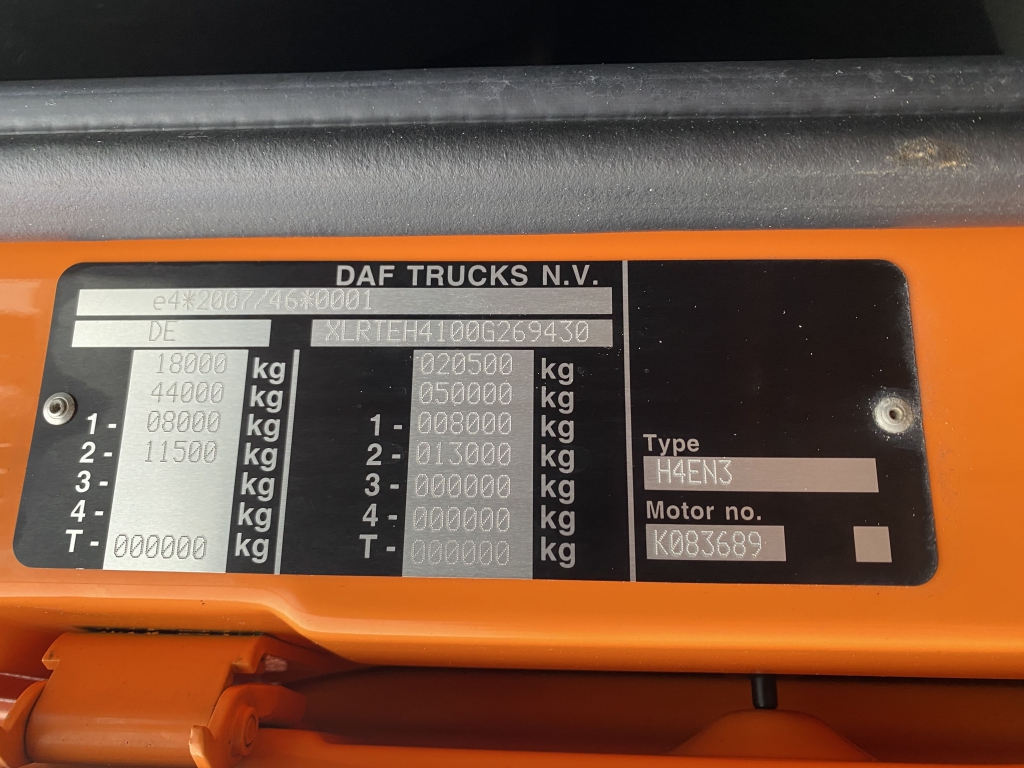 DAF TRUCKS N.V.
e4*2007/46*0001
DE XLRTEH4100G269430
18000 kg 020500 kg
44000 kg 050000 kg
1- 08000 kg 1- 008000 kg
2- 11500 kg 2- 013000 kg
3- kg 3- 000000 kg
4- kg 4- 000000 kg
T- 000000 kg T- 000000 kg
Type
H4EN3
Motor no.
K083689